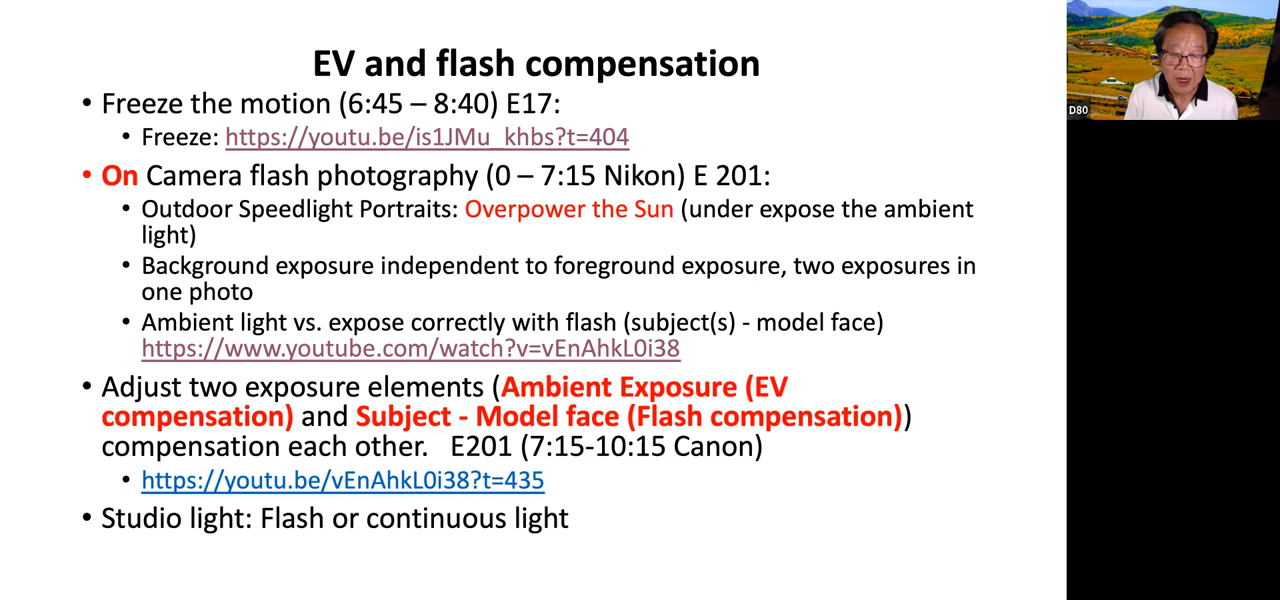 EV and flash compensation
• Freeze the motion (6:45 – 8:40) E17:
• Freeze: https://youtu.be/is1JMu_khbs?t=404
• On Camera flash photography (0 – 7:15 Nikon) E 201:
• Outdoor Speedlight Portraits: Overpower the Sun (under expose the ambient
light)
• Background exposure independent to foreground exposure, two exposures in
one photo
• Ambient light vs. expose correctly with flash (subject(s) - model face)
https://www.youtube.com/watch?v=vEnAhkL0i38
• Adjust two exposure elements (Ambient Exposure (EV
compensation) and Subject - Model face (Flash compensation))
compensation each other. E201 (7:15-10:15 Canon)
• https://youtu.be/vEnAhkL0i38?t=435
• Studio light: Flash or continuous light
D80